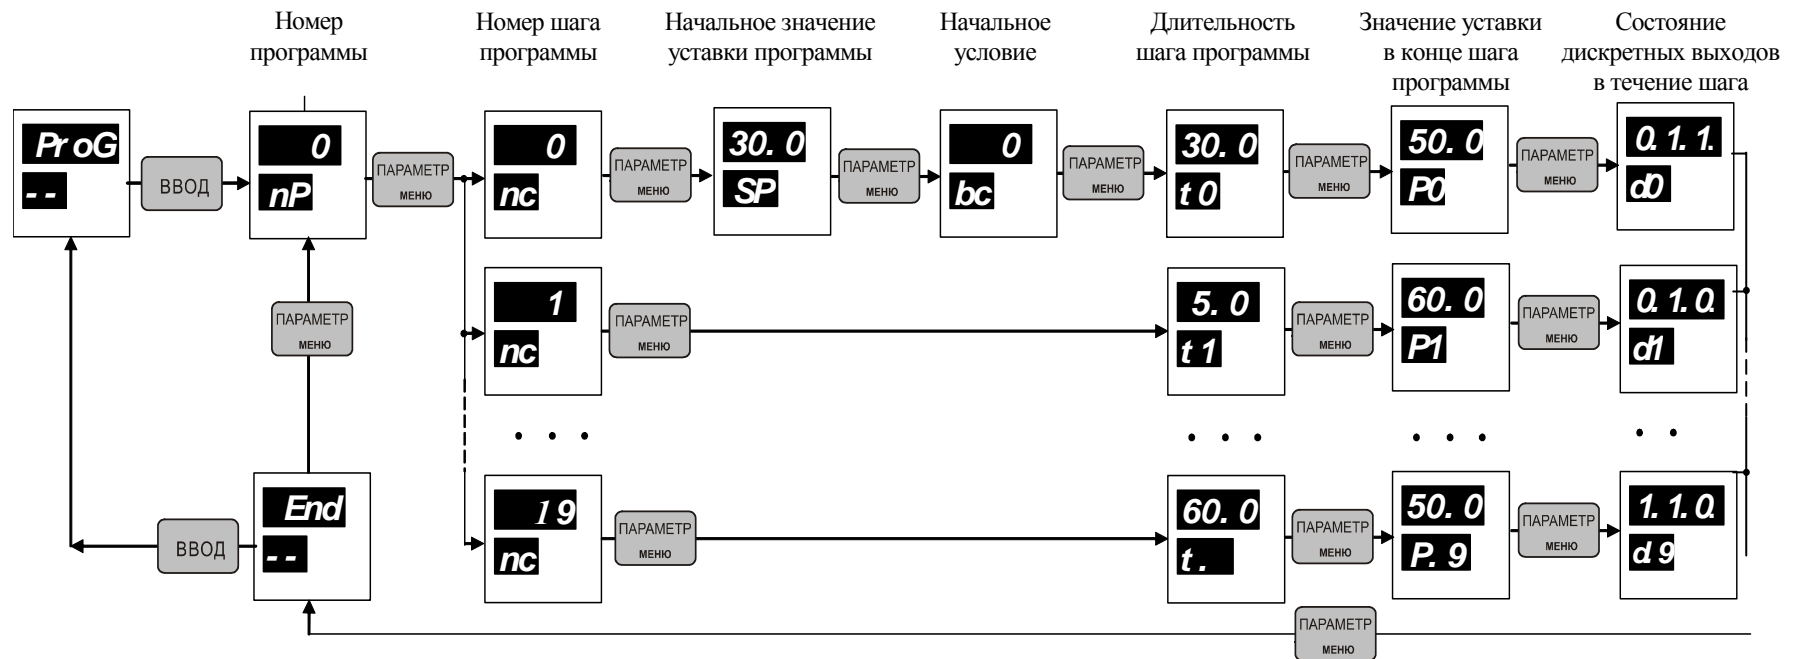 Номер
программы
Номер шага
программы
Начальное значение
уставки программы
Начальное
условие
Длительность
шага программы
Значение уставки
в конце шага
программы
Состояние
дискретных выходов
в течение шага
ProG
--
ВВОД
0
nP
ПАРАМЕТР
МЕНЮ
0
nc
ПАРАМЕТР
МЕНЮ
30. 0
SP
ПАРАМЕТР
МЕНЮ
0
bc
ПАРАМЕТР
МЕНЮ
30. 0
t 0
ПАРАМЕТР
МЕНЮ
50. 0
P0
ПАРАМЕТР
МЕНЮ
0. 1. 1.
d0
ПАРАМЕТР
МЕНЮ
1
nc
ПАРАМЕТР
МЕНЮ
5. 0
t 1
ПАРАМЕТР
МЕНЮ
60. 0
P1
ПАРАМЕТР
МЕНЮ
0. 1. 0.
d1
End
--
ВВОД
19
nc
ПАРАМЕТР
МЕНЮ
60. 0
t .
ПАРАМЕТР
МЕНЮ
50. 0
P. 9
ПАРАМЕТР
МЕНЮ
1. 1. 0.
d. 9
ПАРАМЕТР
МЕНЮ